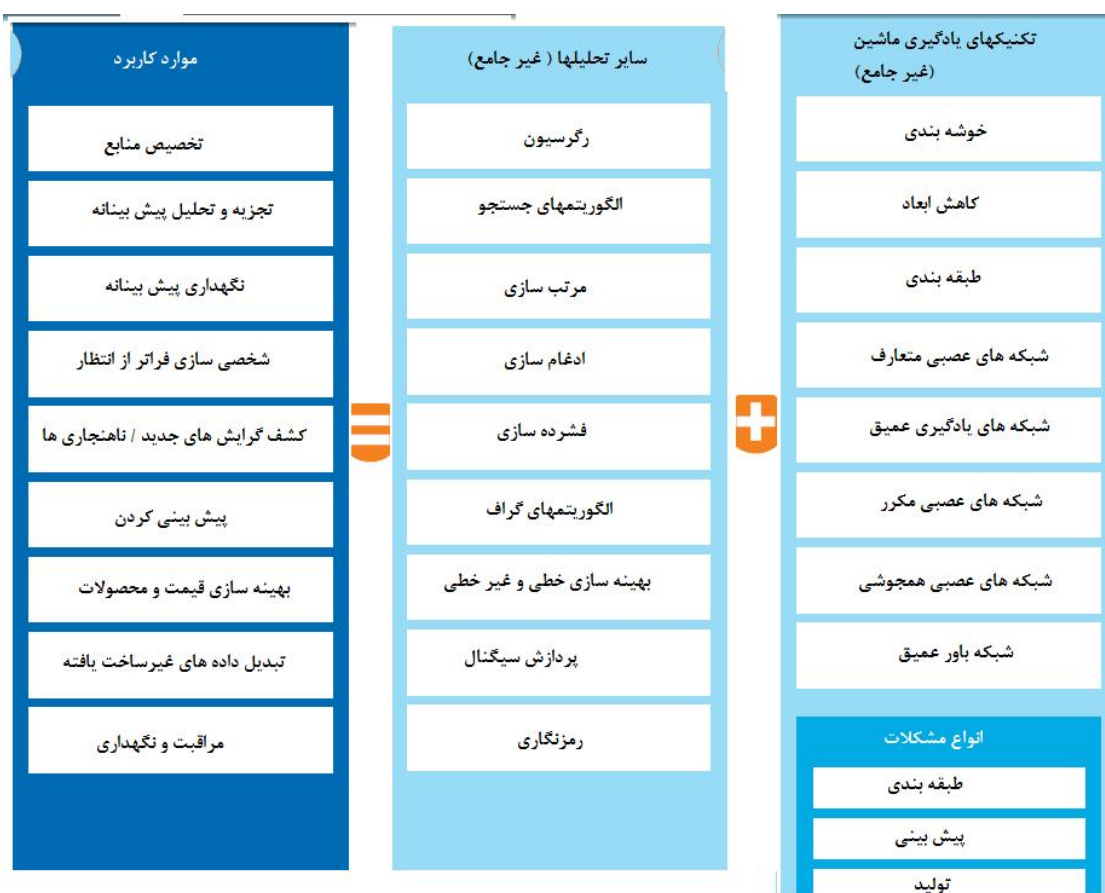 تکنیکهای یادگیری ماشین
(غیر جامع)
خوشه بندی
کاهش ابعاد
طبقه بندی
شبکه های عصبی متعارف
شبکه های یادگیری عمیق
شبکه های عصبی مکرر
شبکه های عصبی همجوشی
شبکه باور عمیق
انواع مشکلات
طبقه بندی
پیش بینی
تولید
سایر تحلیلها ( غیر جامع)
رگرسیون
الگوریتمهای جستجو
مرتب سازی
ادغام سازی
فشرده سازی
الگوریتمهای گراف
بهینه سازی خطی و غیر خطی
پردازش سیگنال
رمزنگاری
موارد کاربرد
تخصیص منابع
تجزیه و تحلیل پیش بینانه
نگهداری پیش بینانه
شخصی سازی فراتر از انتظار
کشف گرایش های جدید / ناهنجاری ها
پیش بینی کردن
بهینه سازی قیمت و محصولات
تبدیل داده های غیرساخت یافته
مراقبت و نگهداری